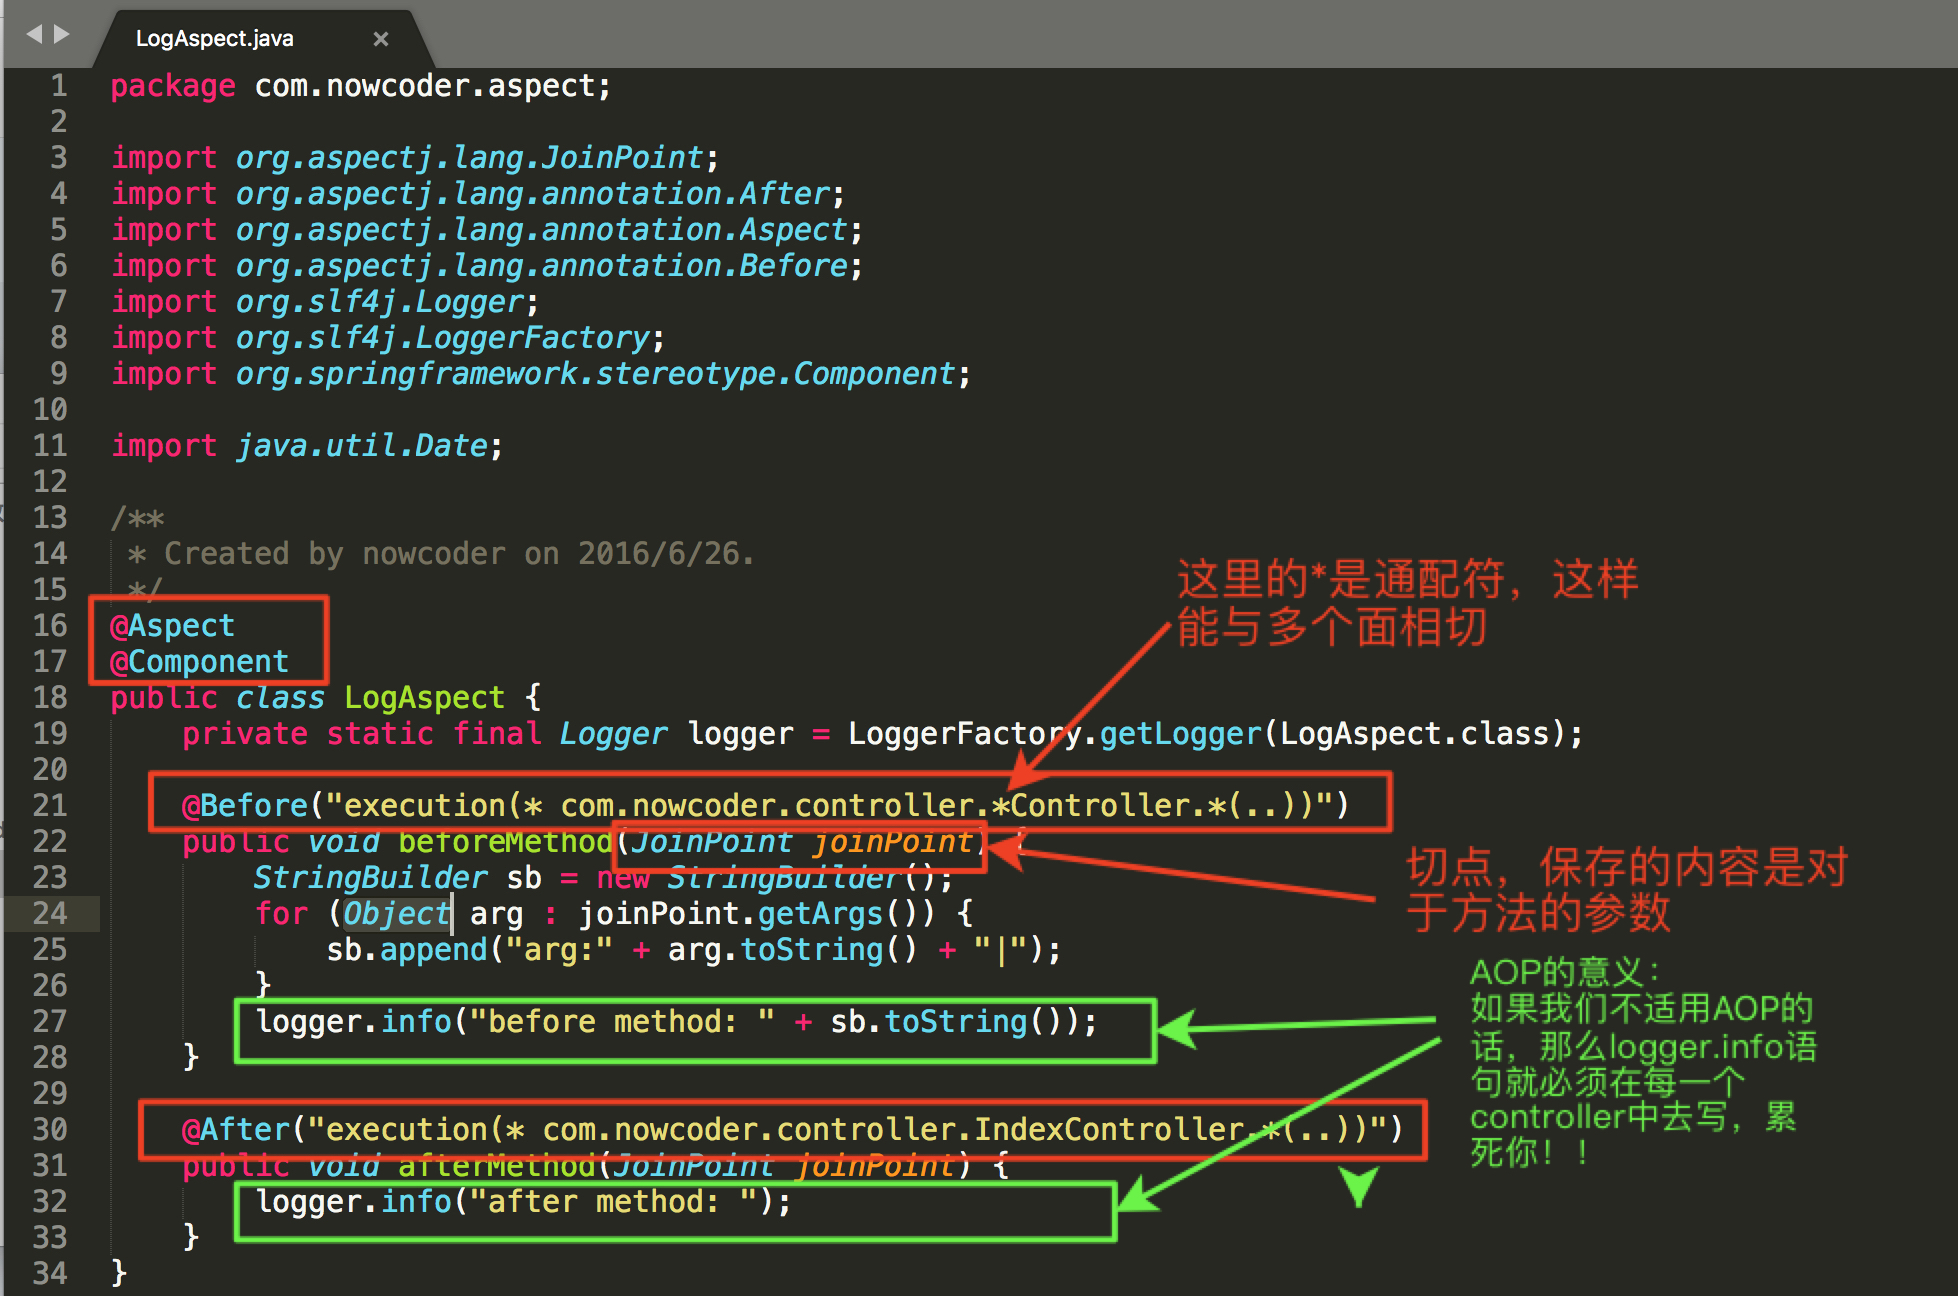 LogAspect.java ×
1 package com.nowcoder.aspect;
2
3 import org.aspectj.lang.JoinPoint;
4 import org.aspectj.lang.annotation.After;
5 import org.aspectj.lang.annotation.Aspect;
6 import org.aspectj.lang.annotation.Before;
7 import org.slf4j.Logger;
8 import org.slf4j.LoggerFactory;
9 import org.springframework.stereotype.Component;
10
11 import java.util.Date;
12
13 /**
14 * Created by nowcoder on 2016/6/26.
15 */
16 @Aspect
17 @Component
18 public class LogAspect {
19 private static final Logger logger = LoggerFactory.getLogger(LogAspect.class);
20
21 @Before("execution(* com.nowcoder.controller.*Controller.*(..))")
22 public void beforeMethod(JoinPoint joinPoint) {
23 StringBuilder sb = new StringBuilder();
24 for (Object arg : joinPoint.getArgs()) {
25 sb.append("arg:" + arg.toString() + "|");
26 }
27 logger.info("before method: " + sb.toString());
28 }
29
30 @After("execution(* com.nowcoder.controller.IndexController.*(..))")
31 public void afterMethod(JoinPoint joinPoint) {
32 logger.info("after method: ");
33 }
34 }
这里的*是通配符，这样
能与多个面相切
切点，保存的内容是对
于方法的参数
AOP的意义：
如果我们不适用AOP的
话，那么logger.info语
句就必须在每一个
controller中去写，累
死你！！